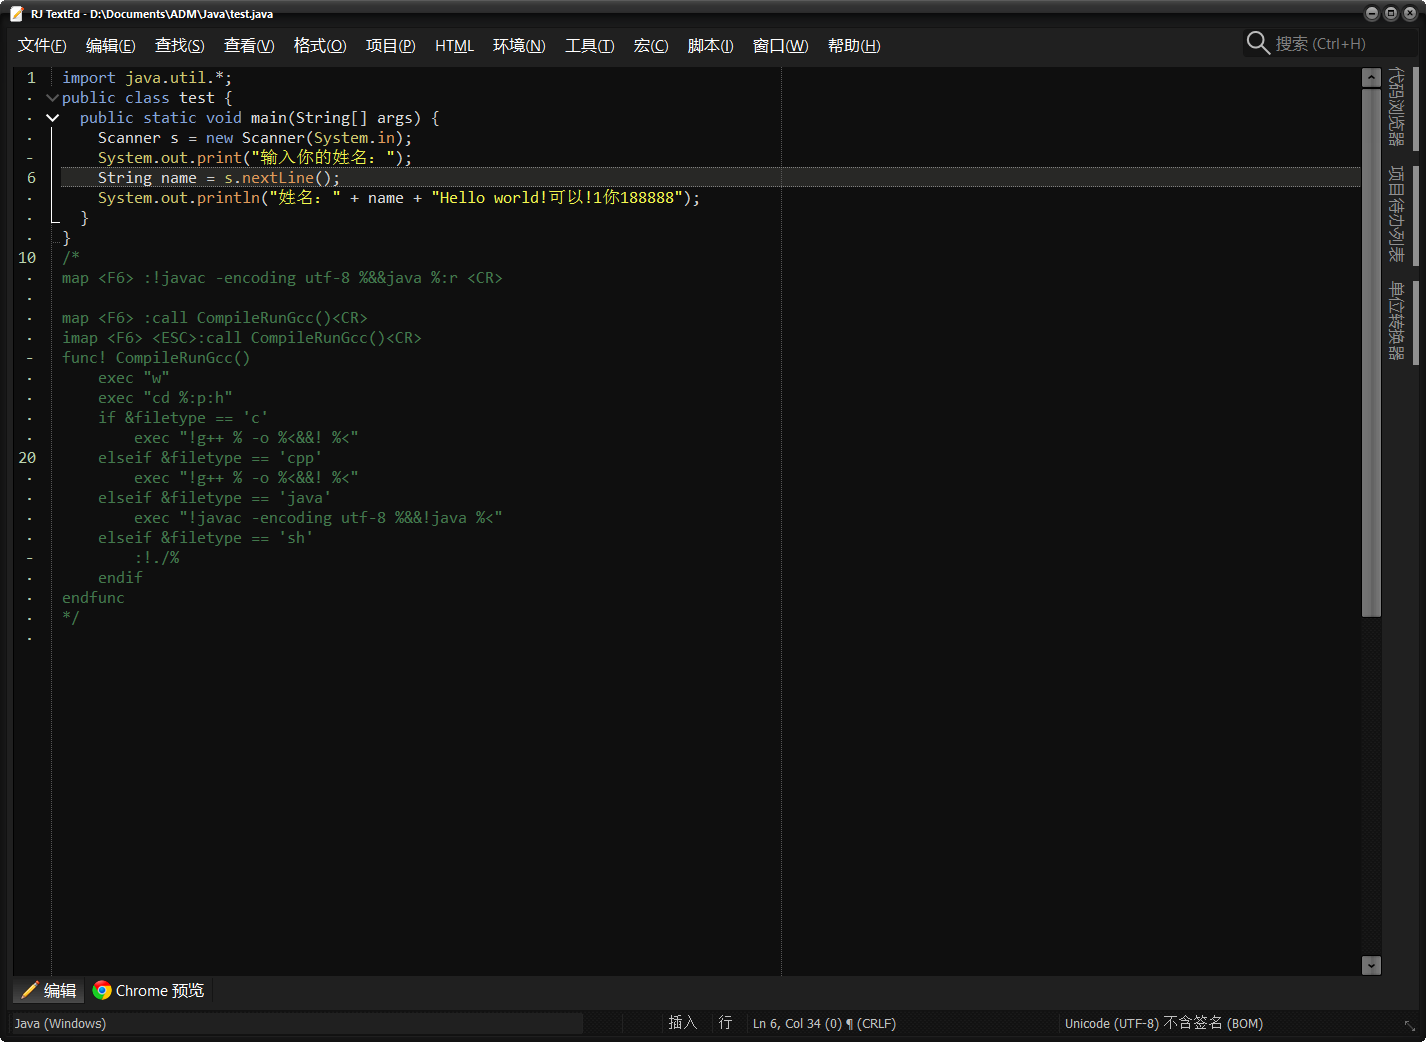 RJ TextEd - D:\Documents\ADM\Java\test.java
文件(F) 编辑(E) 查找(S) 查看(V) 格式(O) 项目(P) HTML 环境(N) 工具(T) 宏(C) 脚本(I) 窗口(W) 帮助(H) 搜索 (Ctrl+H)
1 import java.util.*;
public class test {
public static void main(String[] args) {
Scanner s = new Scanner(System.in);
System.out.print("输入你的姓名：");
6 String name = s.nextLine();
System.out.println("姓名：" + name + "Hello world!可以!1你188888");
}
}
10 /*
map <F6> :!javac -encoding utf-8 %&&java %:r <CR>
map <F6> :call CompileRunGcc()<CR>
imap <F6> <ESC>:call CompileRunGcc()<CR>
func! CompileRunGcc()
exec "w"
exec "cd %:p:h"
if &filetype == 'c'
exec "!g++ % -o %<&&! %<"
20 elseif &filetype == 'cpp'
exec "!g++ % -o %<&&! %<"
elseif &filetype == 'java'
exec "!javac -encoding utf-8 %&&!java %<"
elseif &filetype == 'sh'
:!./%
endif
endfunc
*/
代码浏览器
项目待办列表
单位转换器
编辑 Chrome 预览
Java (Windows) 插入 行 Ln 6, Col 34 (0) ¶ (CRLF) Unicode (UTF-8) 不含签名 (BOM)